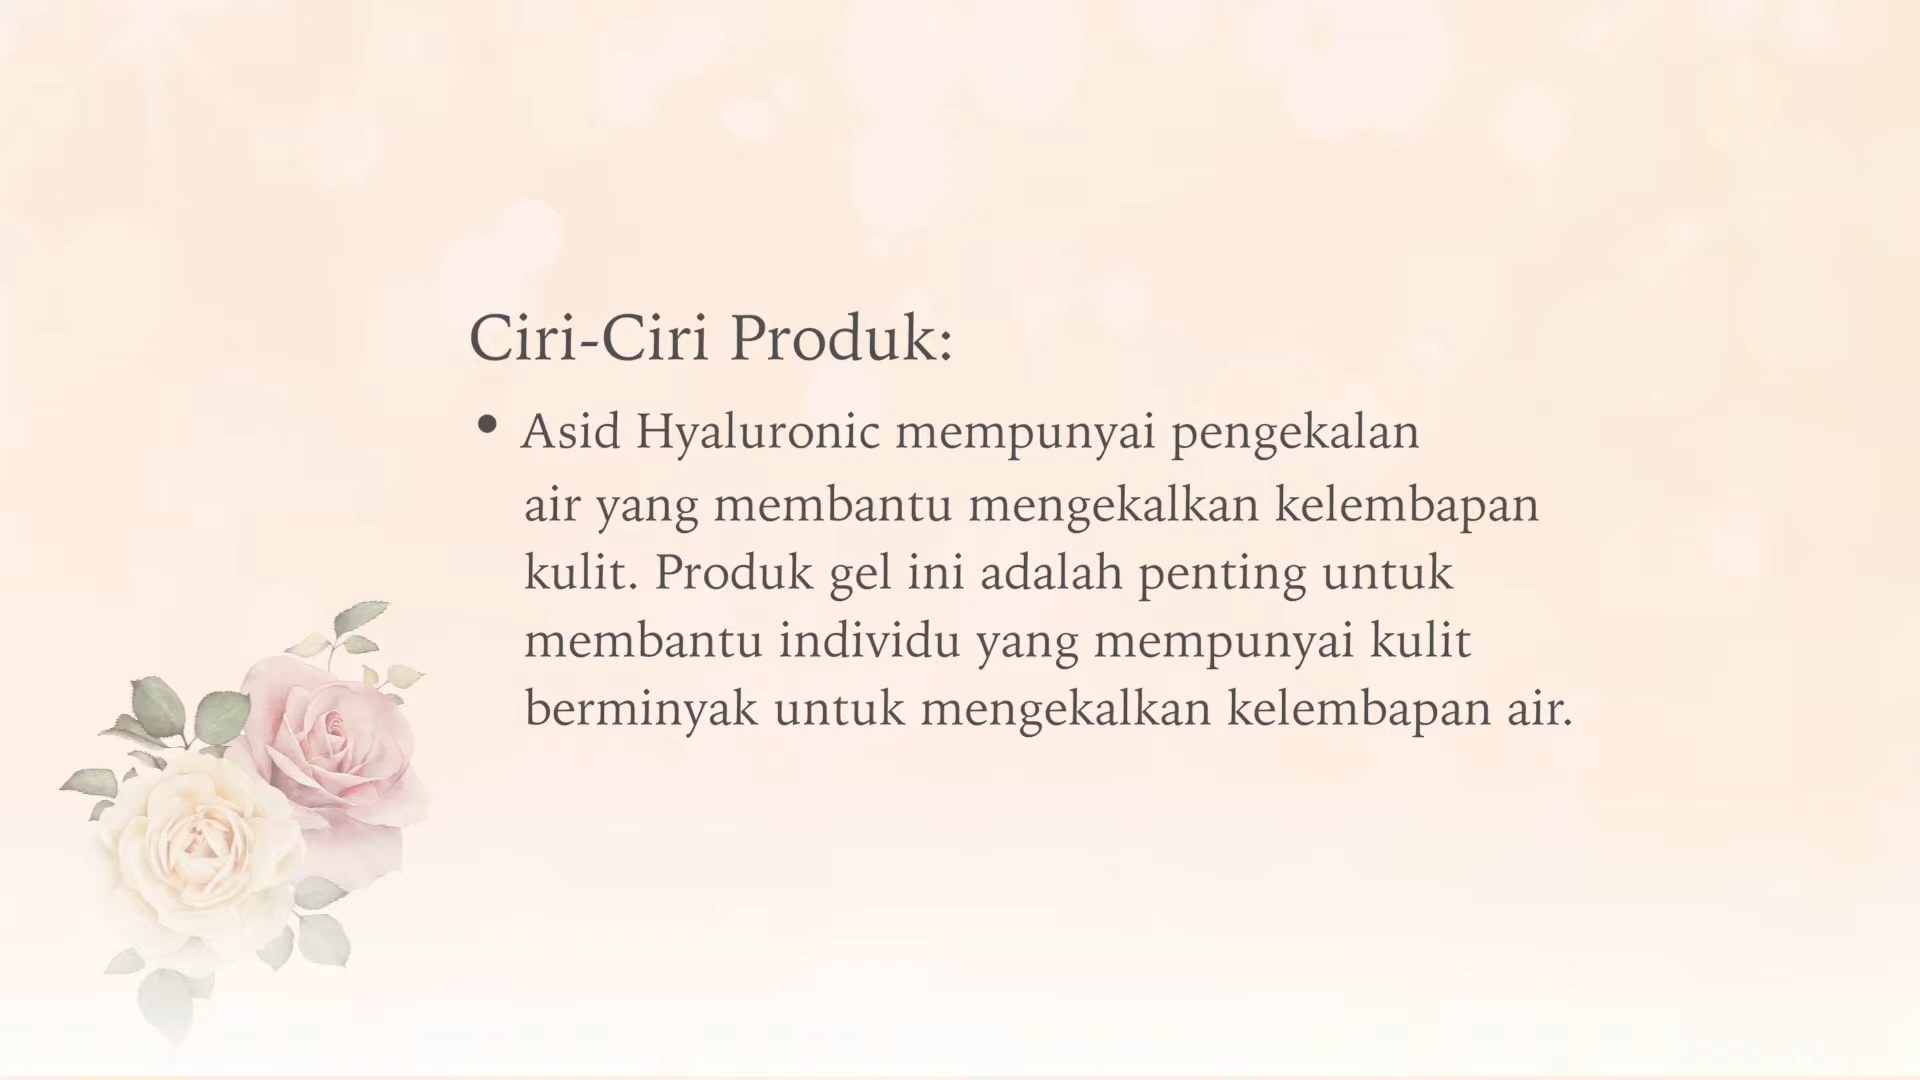 Ciri-Ciri Produk:
• Asid Hyaluronic mempunyai pengekalan
air yang membantu mengekalkan kelembapan
kulit. Produk gel ini adalah penting untuk
membantu individu yang mempunyai kulit
berminyak untuk mengekalkan kelembapan air.